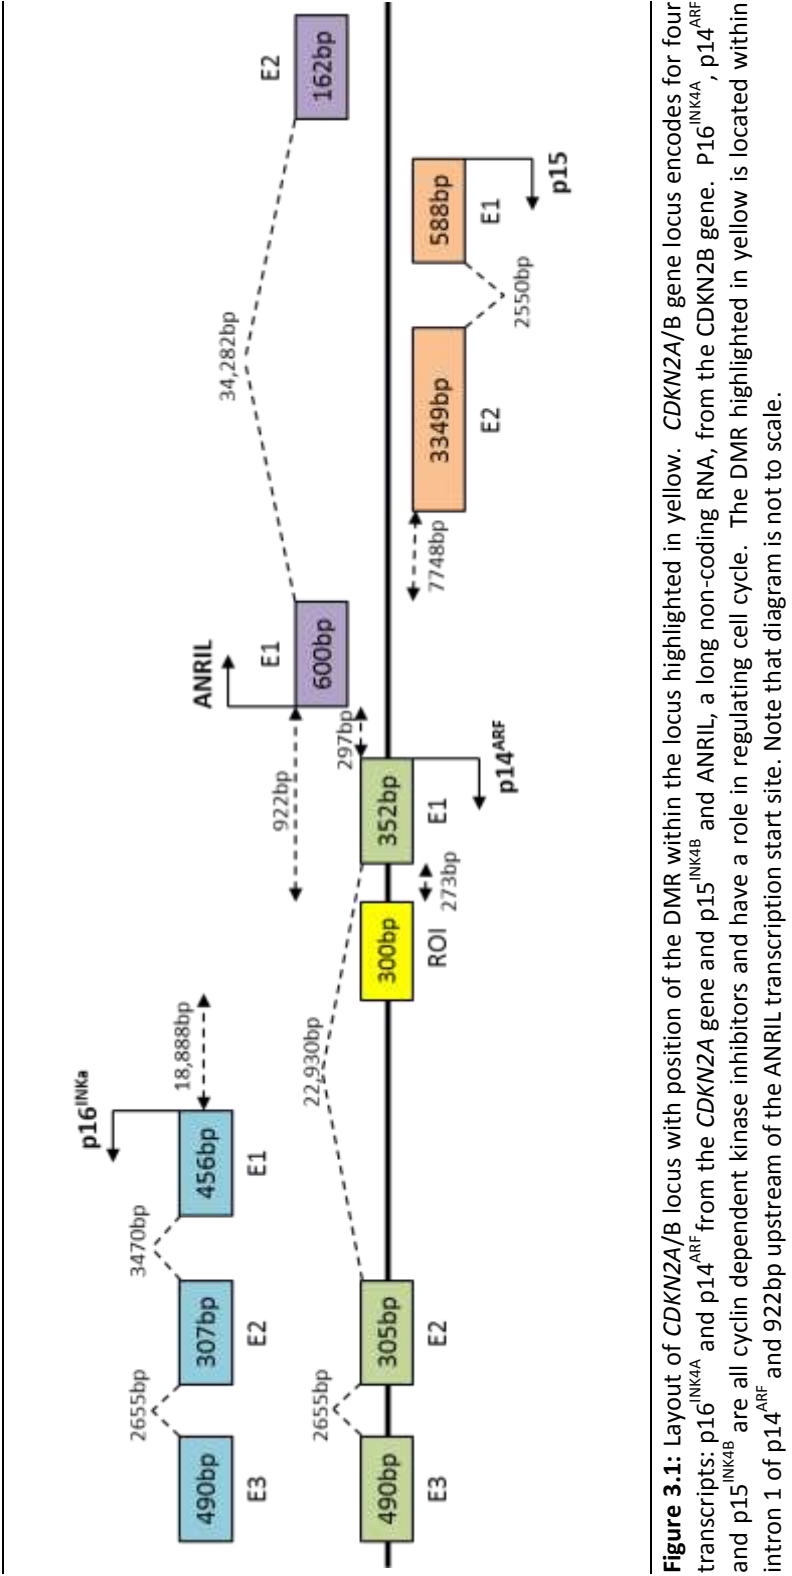 p16INKa
2655bp
3470bp
18,888bp
490bp
307bp
456bp
E3
E2
E1
ANRIL
34,282bp
E1
E2
600bp
162bp
922bp
297bp
2655bp
22,930bp
490bp
305bp
300bp
352bp
E3
E2
ROI
E1
273bp
p14ARF
7748bp
3349bp
588bp
E2
E1
2550bp
p15
Figure 3.1: Layout of CDKN2A/B locus with position of the DMR within the locus highlighted in yellow. CDKN2A/B gene locus encodes for four
transcripts: p16INK4A and p14ARF from the CDKN2A gene and p15INK4B and ANRIL, a long non-coding RNA, from the CDKN2B gene. P16INK4A, p14ARF
and p15INK4B are all cyclin dependent kinase inhibitors and have a role in regulating cell cycle. The DMR highlighted in yellow is located within
intron 1 of p14ARF and 922bp upstream of the ANRIL transcription start site. Note that diagram is not to scale.